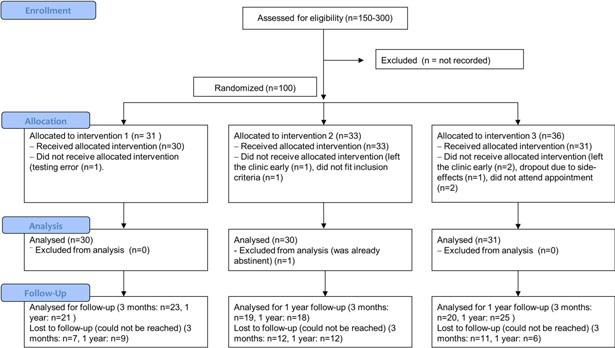 Enrollment
Assessed for eligibility (n=150-300)
Excluded (n = not recorded)
Randomized (n=100)
Allocation
Allocated to intervention 1 (n= 31 )
– Received allocated intervention (n=30)
– Did not receive allocated intervention
(testing error (n=1).
Allocated to intervention 2 (n=33)
– Received allocated intervention (n=33)
– Did not receive allocated intervention (left
the clinic early (n=1), did not fit inclusion
criteria (n=1)
Allocated to intervention 3 (n=36)
– Received allocated intervention (n=31)
– Did not receive allocated intervention (left
the clinic early (n=2), dropout due to side-
effects (n=1), did not attend appointment
(n=2)
Analysis
Analysed (n=30)
¨ Excluded from analysis (n=0)
Analysed (n=30)
- Excluded from analysis (was already
abstinent) (n=1)
Analysed (n=31)
– Excluded from analysis (n=0)
Follow-Up
Analysed for follow-up (3 months: n=23, 1
year: n=21 )
Lost to follow-up (could not be reached) (3
months: n=7, 1 year: n=9)
Analysed for 1 year follow-up (3 months:
n=19, 1 year: n=18)
Lost to follow-up (could not be reached) (3
months: n=12, 1 year: n=12)
Analysed for 1 year follow-up (3 months:
n=20, 1 year: n=25 )
Lost to follow-up (could not be reached) (3
months: n=11, 1 year: n=6)